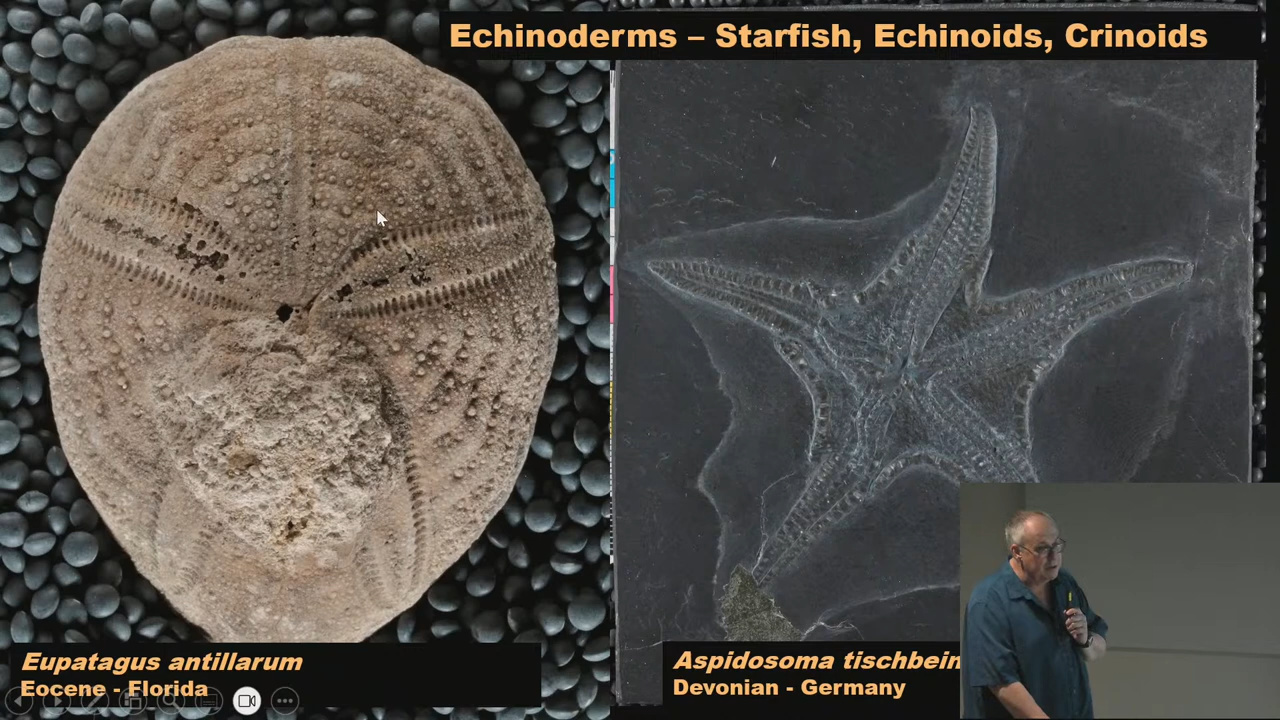 Echinoderms – Starfish, Echinoids, Crinoids
Eupatagus antillarum
Eocene - Florida
Aspidosoma tischbein
Devonian - Germany